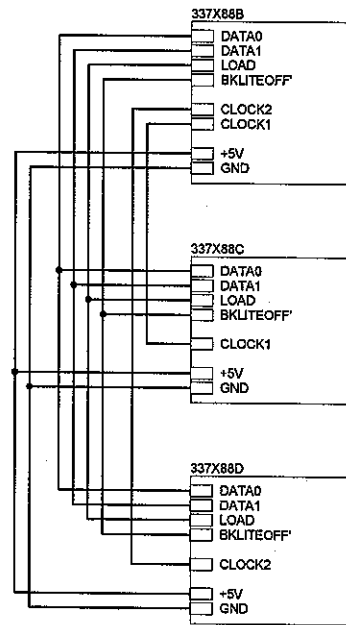 337X88B
DATA0
DATA1
LOAD
BKLITEOFF'
CLOCK2
CLOCK1
+5V
GND
337X88C
DATA0
DATA1
LOAD
BKLITEOFF'
CLOCK1
+5V
GND
337X88D
DATA0
DATA1
LOAD
BKLITEOFF'
CLOCK2
+5V
GND